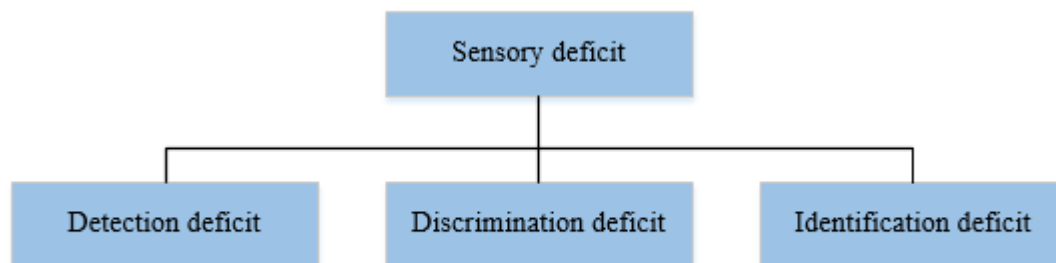 Sensory deficit
Detection deficit
Discrimination deficit
Identification deficit